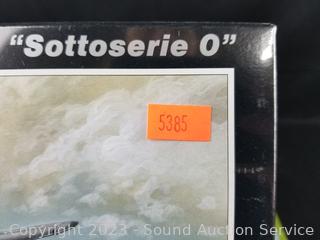 "Sottoserie 0"
5385
Copyright 2023 - Sound Auction Service